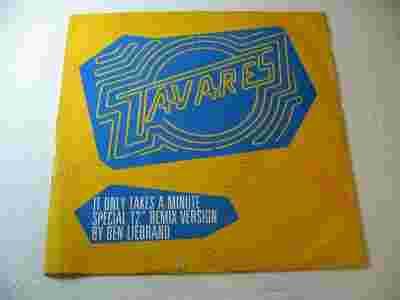 TAVARES
IT ONLY TAKES A MINUTE
SPECIAL 12" REMIX VERSION
BY BEN LIEBRAND